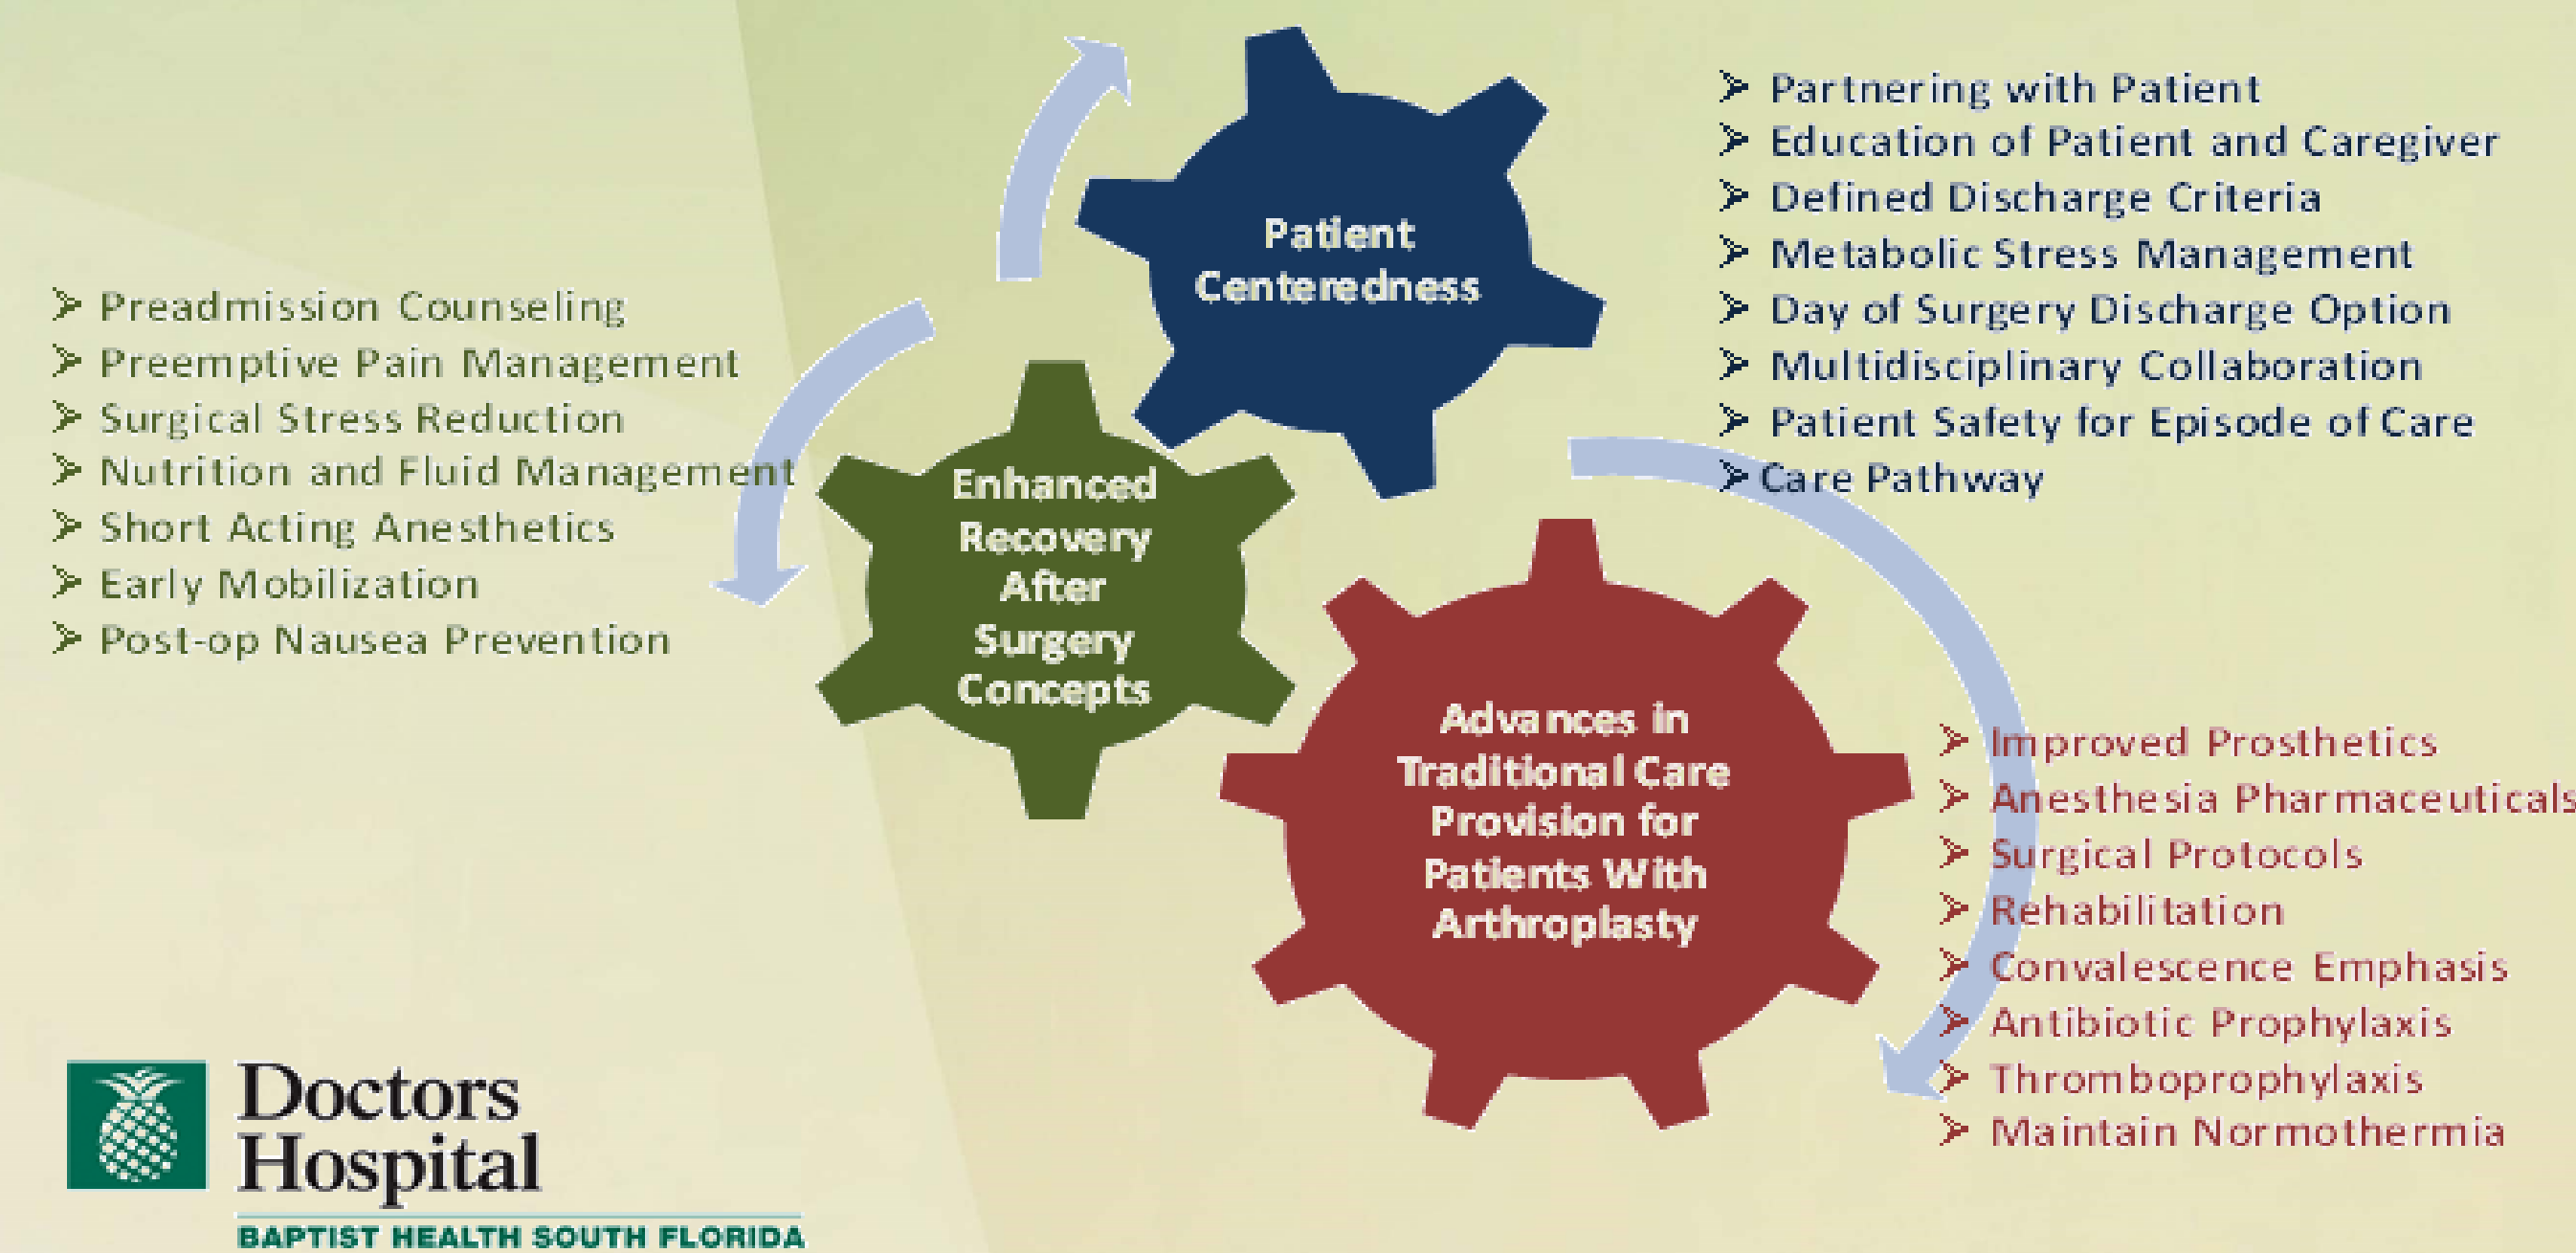 Patient
Centeredness
➢ Partnering with Patient
➢ Education of Patient and Caregiver
➢ Defined Discharge Criteria
➢ Metabolic Stress Management
➢ Day of Surgery Discharge Option
➢ Multidisciplinary Collaboration
➢ Patient Safety for Episode of Care
➢ Care Pathway
➢ Preadmission Counseling
➢ Preemptive Pain Management
➢ Surgical Stress Reduction
➢ Nutrition and Fluid Management
➢ Short Acting Anesthetics
➢ Early Mobilization
➢ Post-op Nausea Prevention
Enhanced
Recovery
After
Surgery
Concepts
Advances in
Traditional Care
Provision for
Patients With
Arthroplasty
➢ Improved Prosthetics
➢ Anesthesia Pharmaceuticals
➢ Surgical Protocols
➢ Rehabilitation
➢ Convalescence Emphasis
➢ Antibiotic Prophylaxis
➢ Thromboprophylaxis
➢ Maintain Normothermia
Doctors
Hospital
BAPTIST HEALTH SOUTH FLORIDA